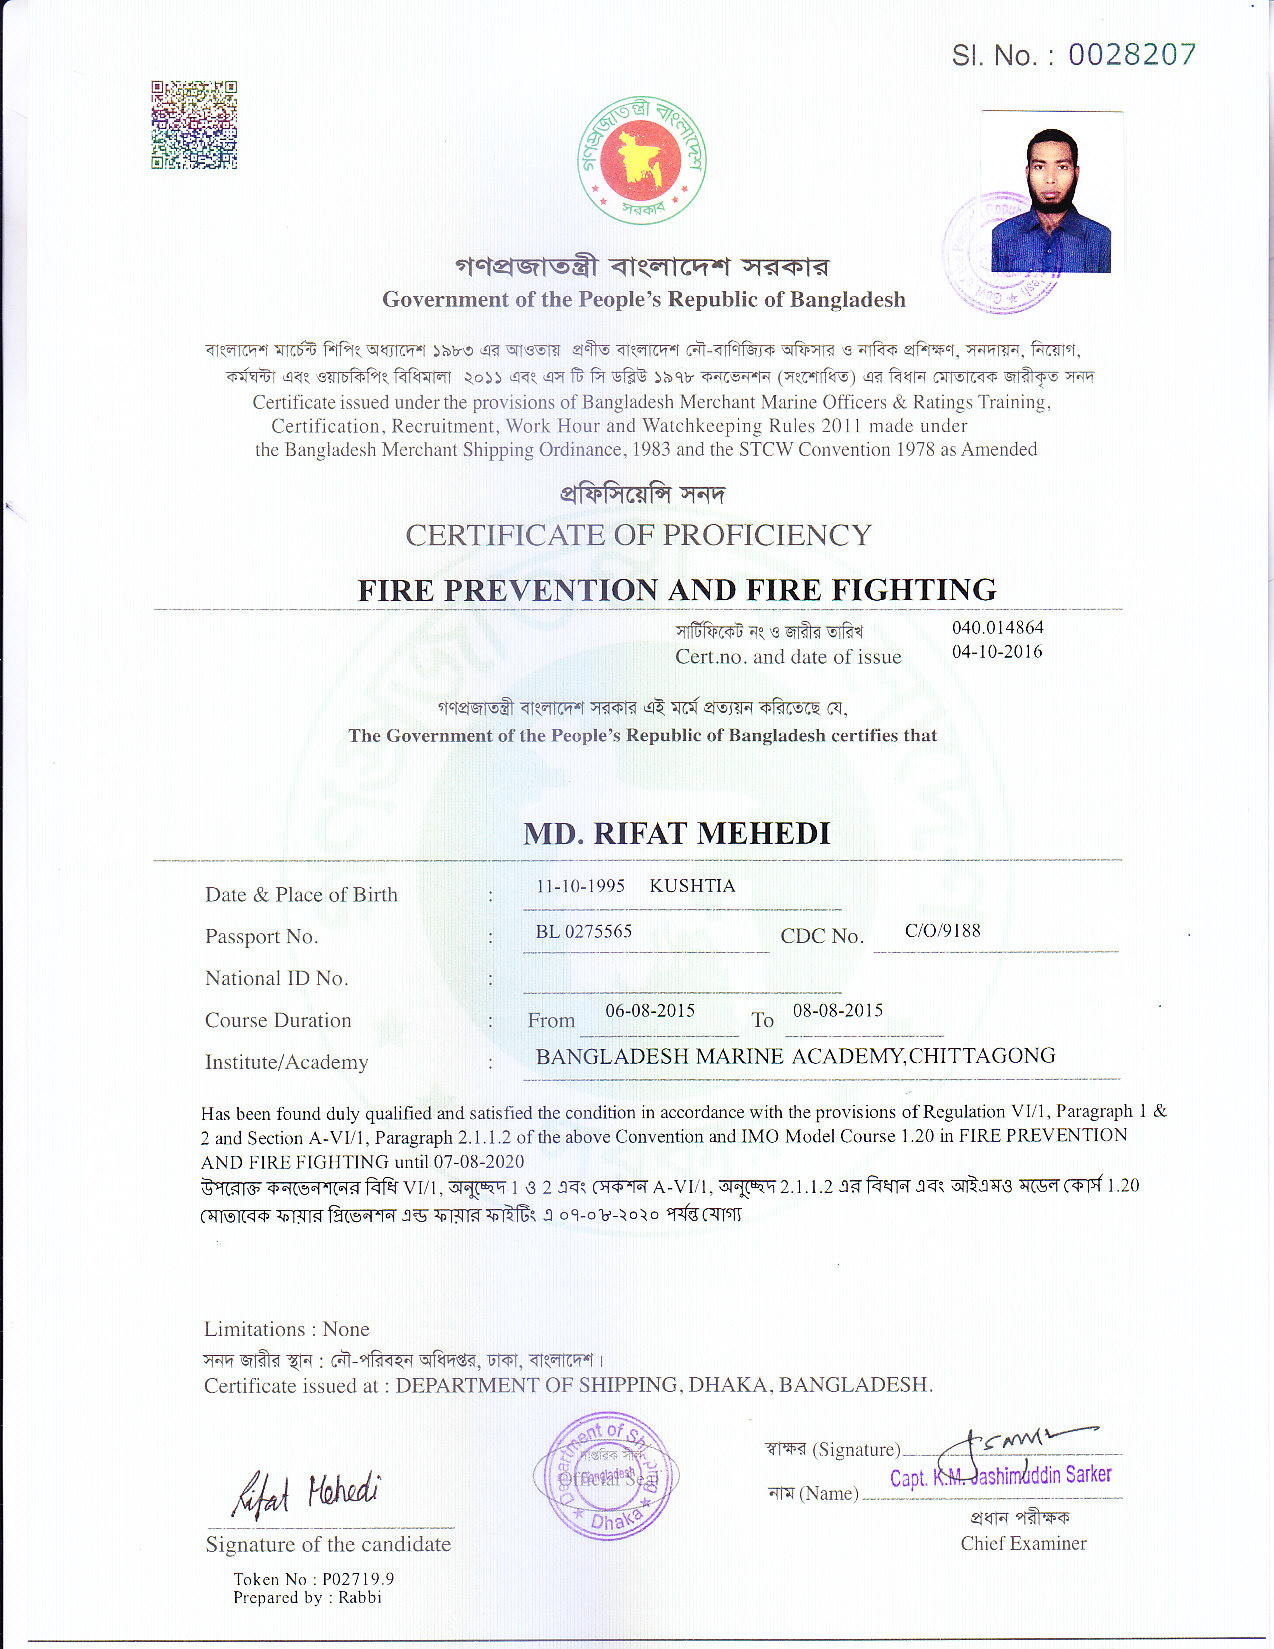 Sl. No. : 0028207
গণপ্রজাতন্ত্রী বাংলাদেশ
সরকার
গণপ্রজাতন্ত্রী বাংলাদেশ সরকার
Government of the People's Republic of Bangladesh
বাংলাদেশ মার্চেন্ট শিপিং অধ্যাদেশ ১৯৮৩ এর আওতায় প্রণীত বাংলাদেশ নৌ-বাণিজ্যিক অফিসার ও নাবিক প্রশিক্ষণ, সনদায়ন, নিয়োগ,
কর্মঘন্টা এবং ওয়াচকিপিং বিধিমালা ২০১১ এবং এস টি সি ডব্লিউ ১৯৭৮ কনভেনশন (সংশোধিত) এর বিধান মোতাবেক জারীকৃত সনদ
Certificate issued under the provisions of Bangladesh Merchant Marine Officers & Ratings Training,
Certification, Recruitment, Work Hour and Watchkeeping Rules 2011 made under
the Bangladesh Merchant Shipping Ordinance, 1983 and the STCW Convention 1978 as Amended
প্রফিসিয়েন্সি সনদ
CERTIFICATE OF PROFICIENCY
FIRE PREVENTION AND FIRE FIGHTING
সার্টিফিকেট নং ও জারীর তারিখ 040.014864
Cert.no. and date of issue 04-10-2016
গণপ্রজাতন্ত্রী বাংলাদেশ সরকার এই মর্মে প্রত্যয়ন করিতেছে যে,
The Government of the People's Republic of Bangladesh certifies that
MD. RIFAT MEHEDI
Date & Place of Birth : 11-10-1995 KUSHTIA
Passport No. : BL 0275565 CDC No. C/O/9188
National ID No. :
Course Duration : From 06-08-2015 To 08-08-2015
Institute/Academy : BANGLADESH MARINE ACADEMY,CHITTAGONG
Has been found duly qualified and satisfied the condition in accordance with the provisions of Regulation VI/1, Paragraph 1 &
2 and Section A-VI/1, Paragraph 2.1.1.2 of the above Convention and IMO Model Course 1.20 in FIRE PREVENTION
AND FIRE FIGHTING until 07-08-2020
উপরোক্ত কনভেনশনের বিধি VI/1, অনুচ্ছেদ 1 ও 2 এবং সেকশন A-VI/1, অনুচ্ছেদ 2.1.1.2 এর বিধান এবং আইএমও মডেল কোর্স 1.20
মোতাবেক ফায়ার প্রিভেনশন এন্ড ফায়ার ফাইটিং এ ০৭-০৮-২০২০ পর্যন্ত যোগ্য
Limitations : None
সনদ জারীর স্থান : নৌ-পরিবহন অধিদপ্তর, ঢাকা, বাংলাদেশ।
Certificate issued at : DEPARTMENT OF SHIPPING, DHAKA, BANGLADESH.
Rifat Mehedi
Signature of the candidate
Token No : P02719.9
Prepared by : Rabbi
Department of Shipping
দাপ্তরিক সীল
Bangladesh
Official Seal
Dhaka
স্বাক্ষর (Signature)
Capt. K.M. Jashimuddin Sarker
নাম (Name)
প্রধান পরীক্ষক
Chief Examiner